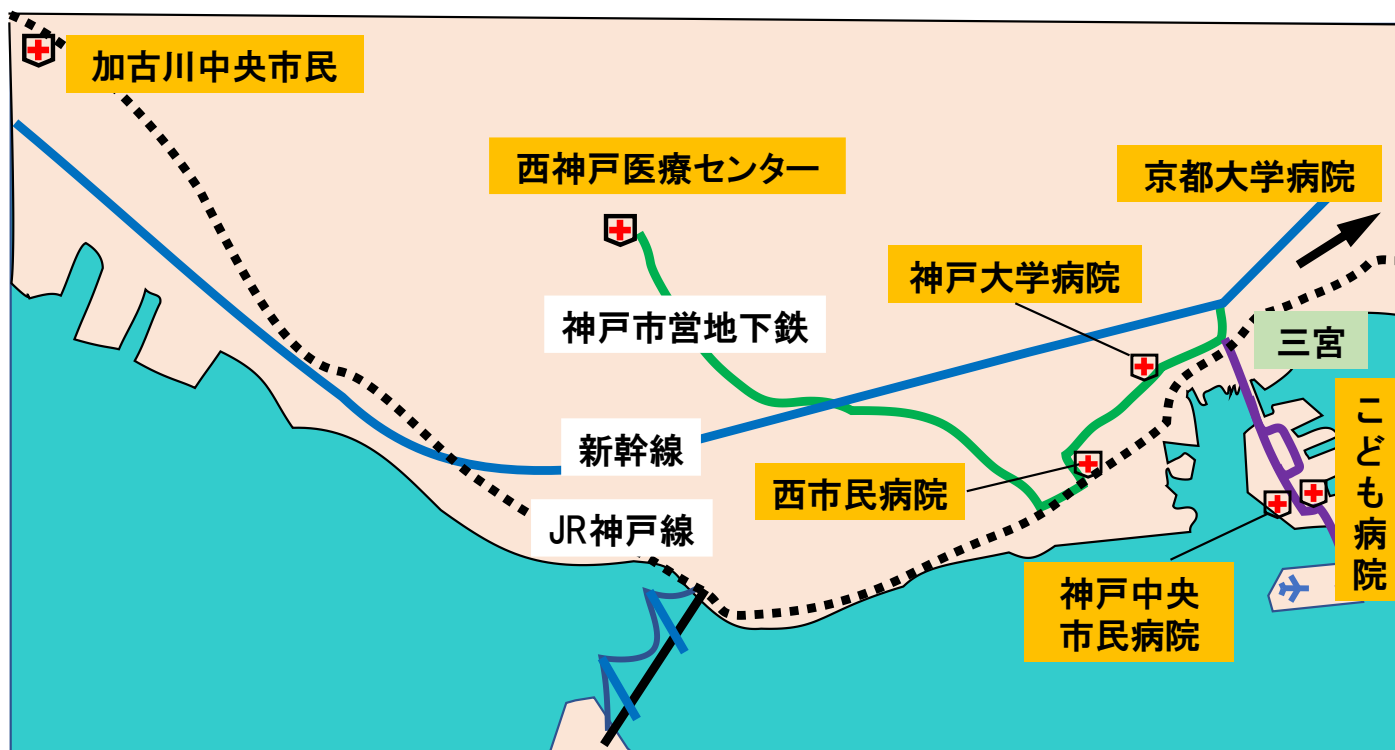 加古川中央市民
西神戸医療センター
京都大学病院
神戸大学病院
神戸市営地下鉄
三宮
新幹線
西市民病院
こども病院
JR神戸線
神戸中央
市民病院